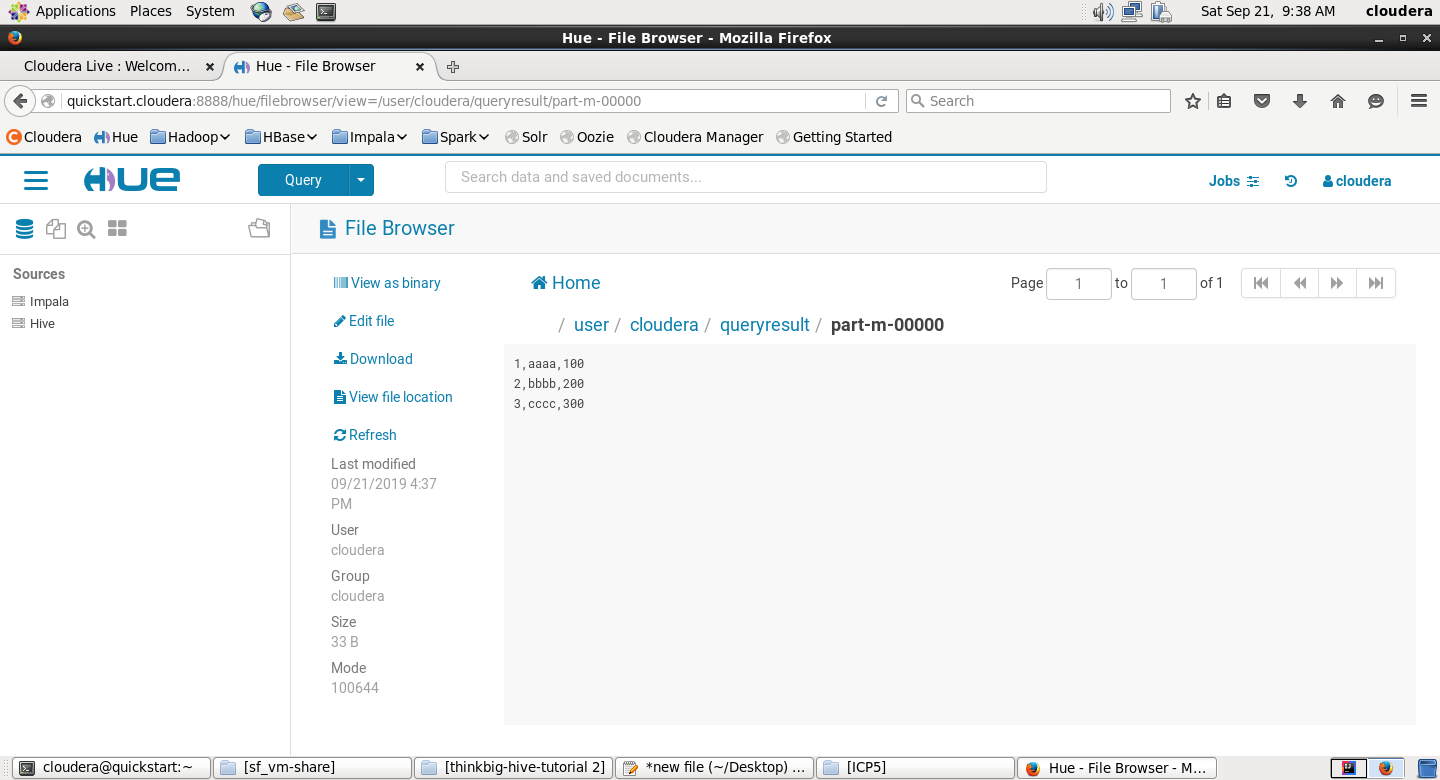 Applications Places System Sat Sep 21, 9:38 AM cloudera
Hue - File Browser - Mozilla Firefox
Cloudera Live : Welcom... Hue - File Browser
quickstart.cloudera:8888/hue/filebrowser/view=/user/cloudera/queryresult/part-m-00000 Search
Cloudera Hue Hadoop HBase Impala Spark Solr Oozie Cloudera Manager Getting Started
HUE Query Search data and saved documents... Jobs cloudera
File Browser
Sources
Impala
Hive
View as binary
Edit file
Download
View file location
Refresh
Last modified
09/21/2019 4:37
PM
User
cloudera
Group
cloudera
Size
33 B
Mode
100644
Home Page 1 to 1 of 1
/ user / cloudera / queryresult / part-m-00000
1,aaaa,100
2,bbbb,200
3,cccc,300
cloudera@quickstart:~ [sf_vm-share] [thinkbig-hive-tutorial 2] *new file (~/Desktop) ... [ICP5] Hue - File Browser - M...